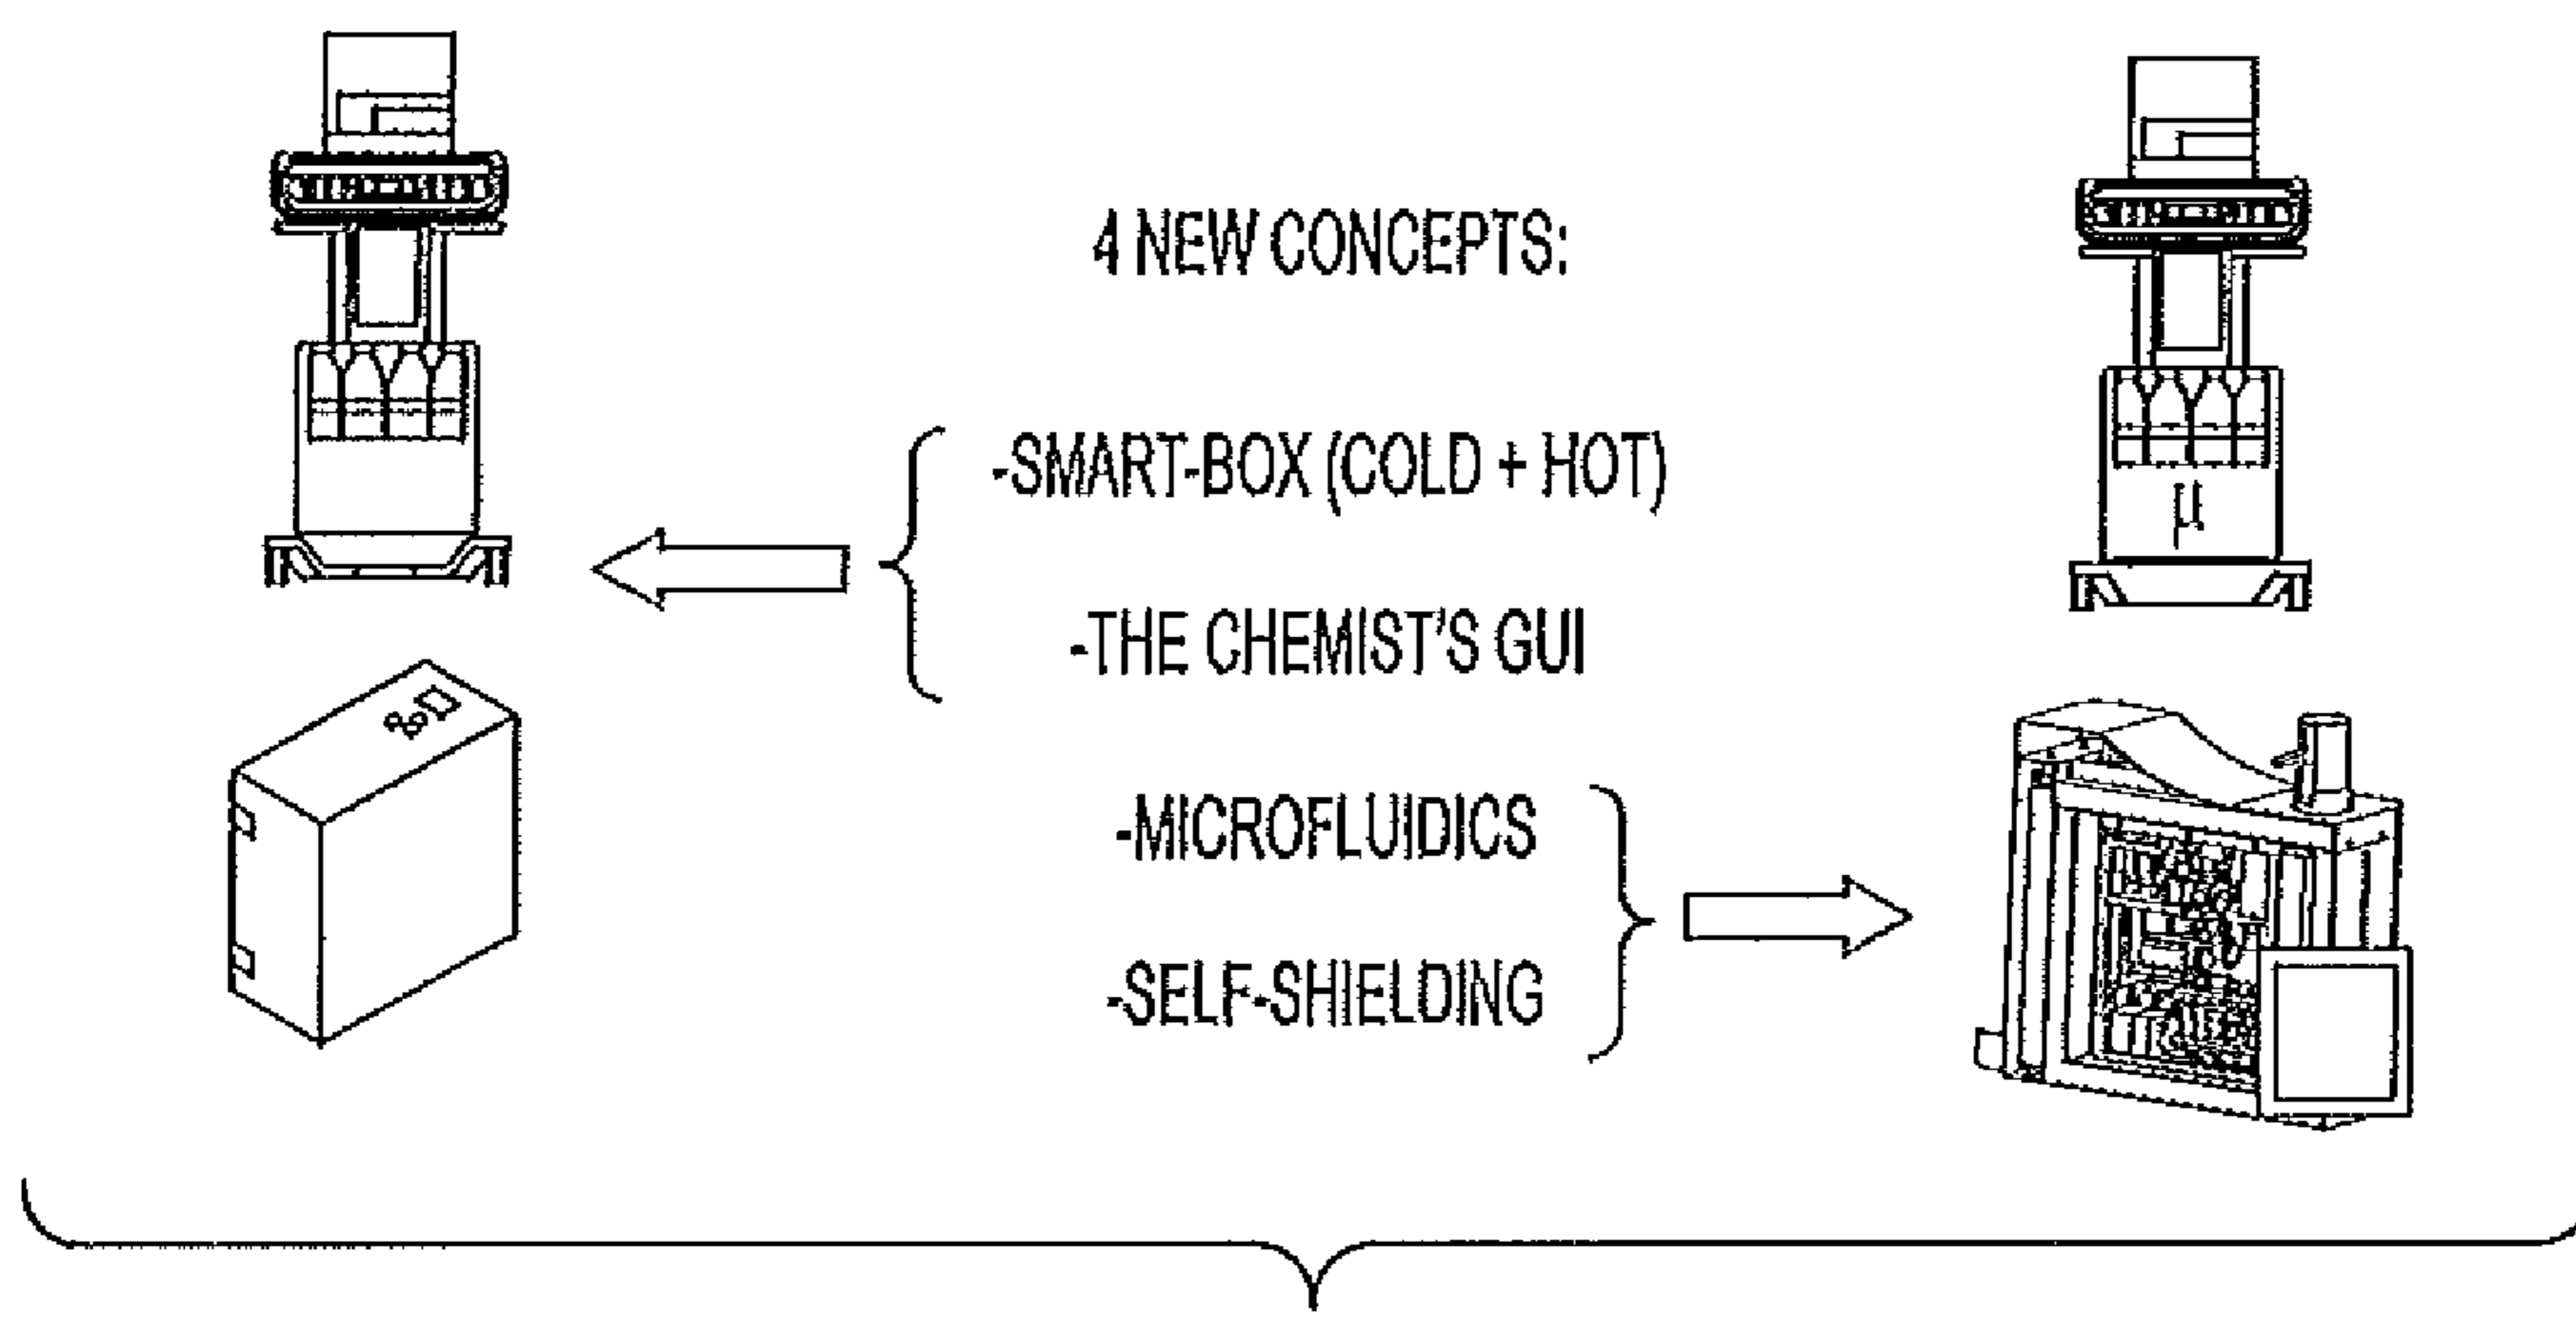 4 NEW CONCEPTS:
-SMART-BOX (COLD + HOT)
-THE CHEMIST'S GUI
μ
-MICROFLUIDICS
-SELF-SHIELDING